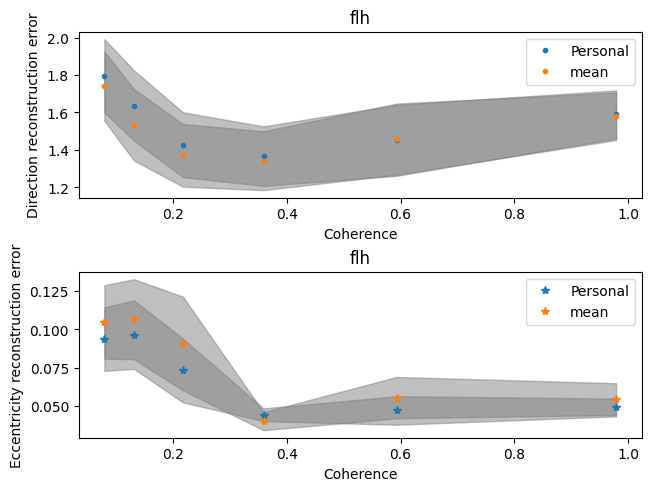 flh
Direction reconstruction error
2.0
1.8
1.6
1.4
1.2
Personal
mean
0.2
0.4
0.6
0.8
1.0
Coherence
flh
Eccentricity reconstruction error
0.125
0.100
0.075
0.050
Personal
mean
0.2
0.4
0.6
0.8
1.0
Coherence